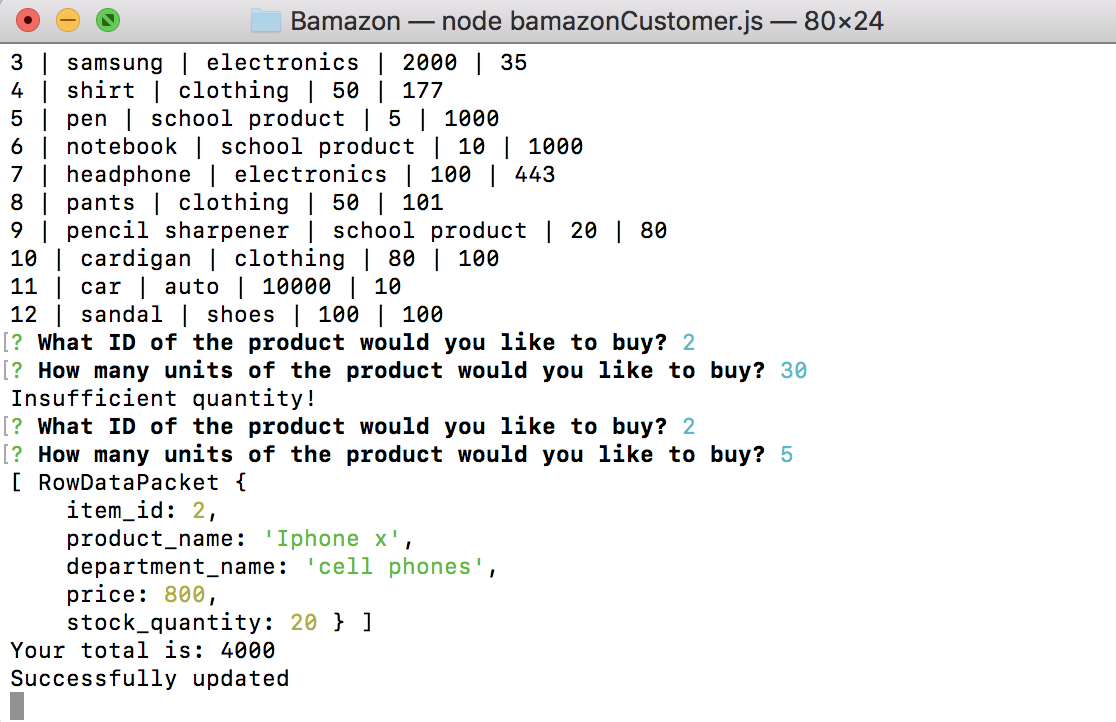 Bamazon — node bamazonCustomer.js — 80×24
3 | samsung | electronics | 2000 | 35
4 | shirt | clothing | 50 | 177
5 | pen | school product | 5 | 1000
6 | notebook | school product | 10 | 1000
7 | headphone | electronics | 100 | 443
8 | pants | clothing | 50 | 101
9 | pencil sharpener | school product | 20 | 80
10 | cardigan | clothing | 80 | 100
11 | car | auto | 10000 | 10
12 | sandal | shoes | 100 | 100
[? What ID of the product would you like to buy? 2
[? How many units of the product would you like to buy? 30
Insufficient quantity!
[? What ID of the product would you like to buy? 2
[? How many units of the product would you like to buy? 5
[ RowDataPacket {
    item_id: 2,
    product_name: 'Iphone x',
    department_name: 'cell phones',
    price: 800,
    stock_quantity: 20 } ]
Your total is: 4000
Successfully updated